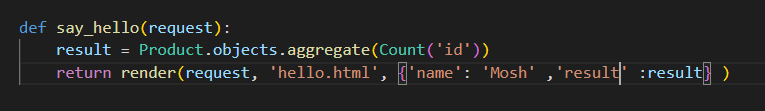 def say_hello(request):
    result = Product.objects.aggregate(Count('id'))
    return render(request, 'hello.html', {'name': 'Mosh' ,'result' :result} )